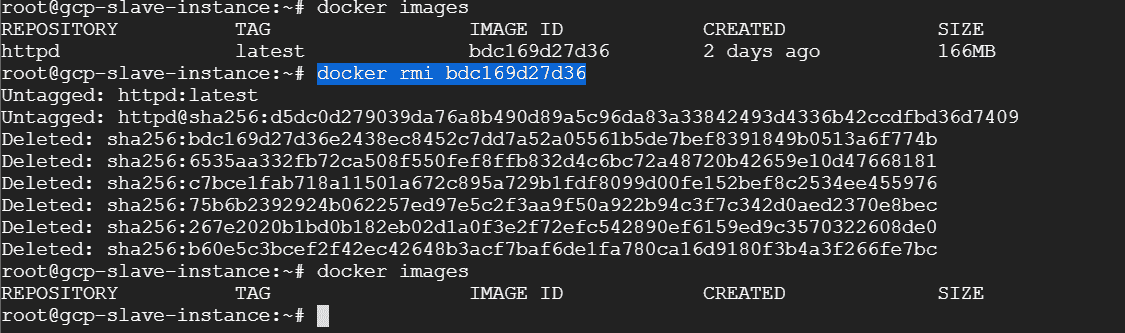 root@gcp-slave-instance:~# docker images
REPOSITORY TAG IMAGE ID CREATED SIZE
httpd latest bdc169d27d36 2 days ago 166MB
root@gcp-slave-instance:~# docker rmi bdc169d27d36
Untagged: httpd:latest
Untagged: httpd@sha256:d5dc0d279039da76a8b490d89a5c96da83a33842493d4336b42ccdfbd36d7409
Deleted: sha256:bdc169d27d36e2438ec8452c7dd7a52a05561b5de7bef8391849b0513a6f774b
Deleted: sha256:6535aa332fb72ca508f550fef8ffb832d4c6bc72a48720b42659e10d47668181
Deleted: sha256:c7bce1fab718a11501a672c895a729b1fdf8099d00fe152bef8c2534ee455976
Deleted: sha256:75b6b2392924b062257ed97e5c2f3aa9f50a922b94c3f7c342d0aed2370e8bec
Deleted: sha256:267e2020b1bd0b182eb02d1a0f3e2f72efc542890ef6159ed9c3570322608de0
Deleted: sha256:b60e5c3bcef2f42ec42648b3acf7baf6de1fa780ca16d9180f3b4a3f266fe7bc
root@gcp-slave-instance:~# docker images
REPOSITORY TAG IMAGE ID CREATED SIZE
root@gcp-slave-instance:~#